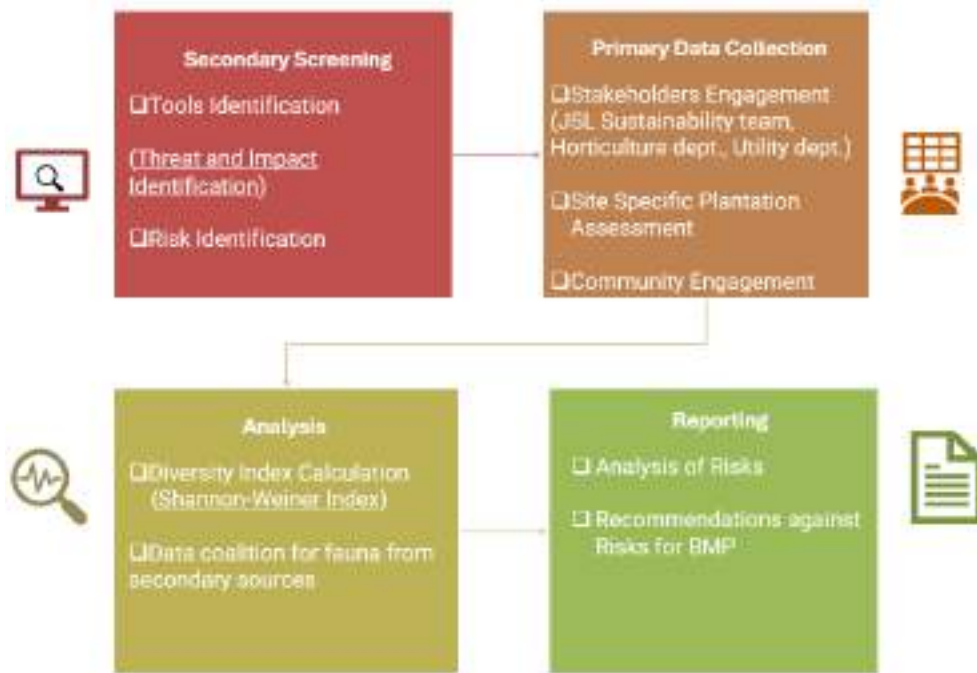 Secondary Screening
❑Tools Identification
(Threat and Impact
Identification)
❑Risk Identification
Primary Data Collection
❑Stakeholders Engagement
(JSL Sustainability team,
Horticulture dept., Utility dept.)
❑Site Specific Plantation
Assessment
❑Community Engagement
Analysis
❑Diversity Index Calculation
(Shannon-Weiner Index)
❑Data coalition for fauna from
secondary sources
Reporting
❑ Analysis of Risks
❑ Recommendations against
Risks for BMP